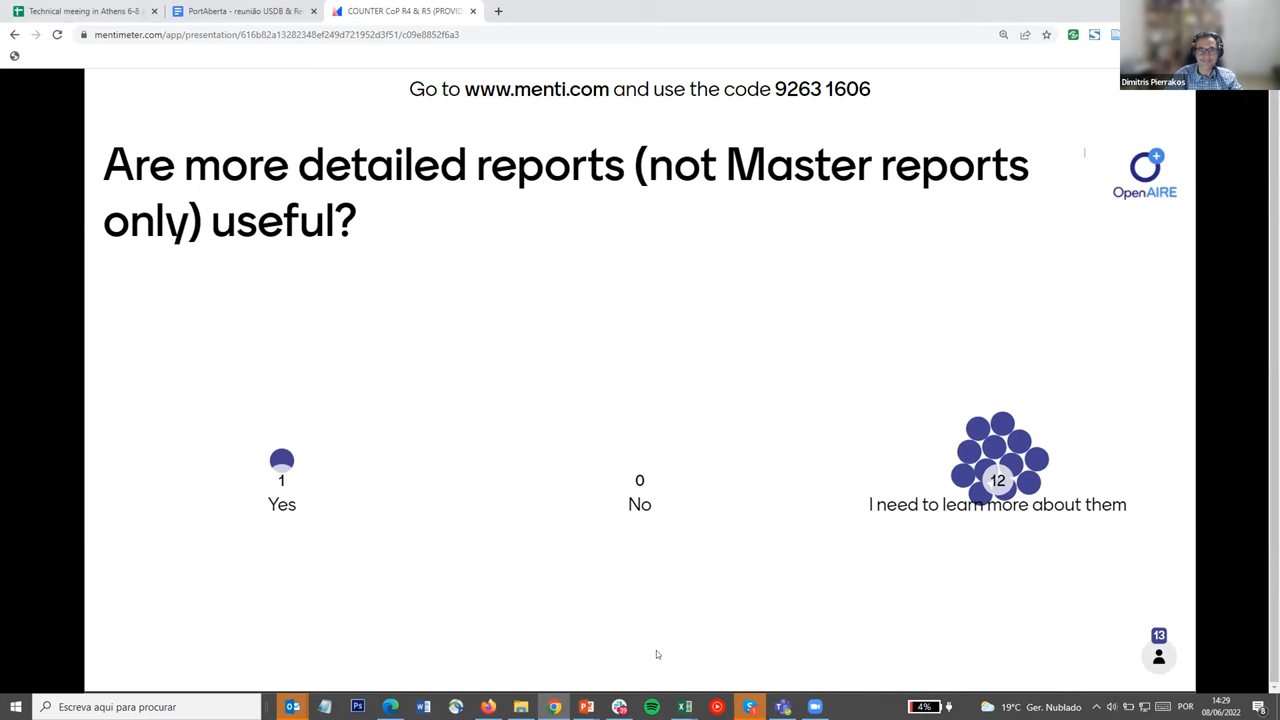 Technical meeing in Athens 6-8
PortAberta - reunião USDB & Re
COUNTER CoP R4 & R5 (PROVID
mentimeter.com/app/presentation/616b82a13282348ef249d721952d3f51/c09e8852f6a3
Dimitris Pierrakos
Go to www.menti.com and use the code 9263 1606
Are more detailed reports (not Master reports
only) useful?
OpenAIRE
1
Yes
0
No
12
I need to learn more about them
13
Escreva aqui para procurar
4%
19°C Ger. Nublado
POR
14:29
08/06/2022